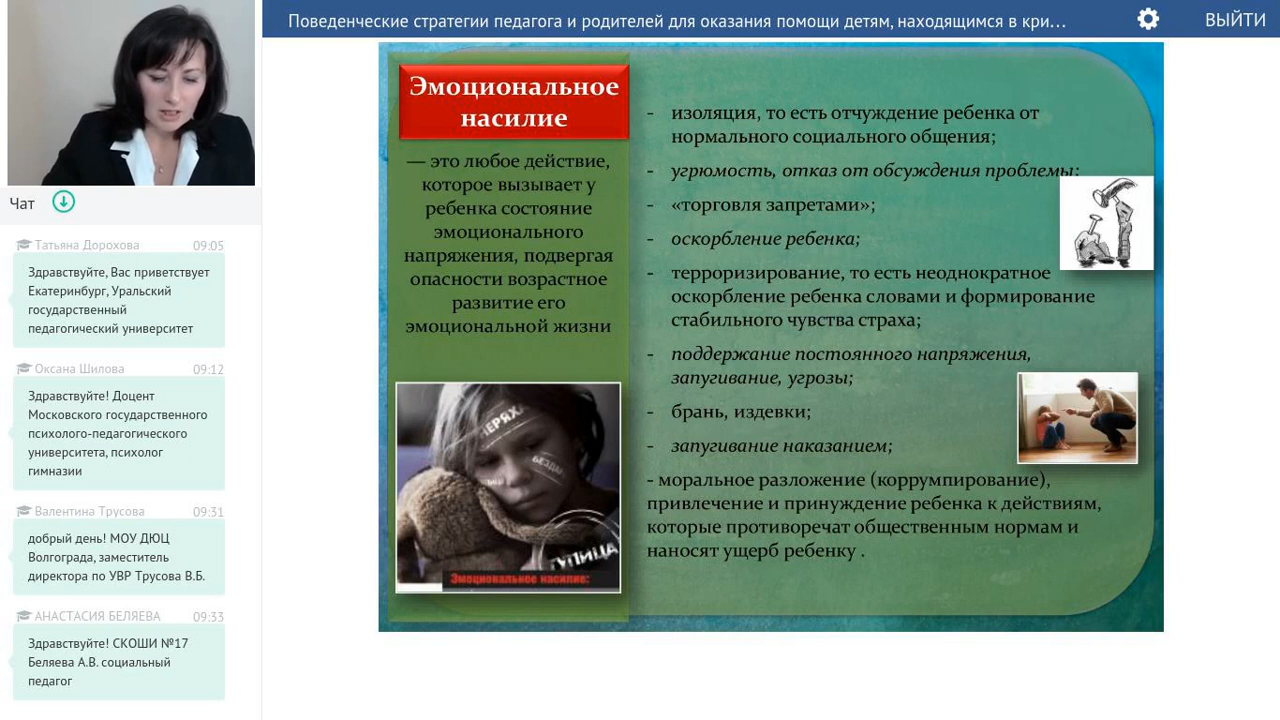 Поведенческие стратегии педагога и родителей для оказания помощи детям, находящимся в кри...
ВЫЙТИ
Чат
Татьяна Дорохова 09:05
Здравствуйте, Вас приветствует
Екатеринбург, Уральский
государственный
педагогический университет
Оксана Шилова 09:12
Здравствуйте! Доцент
Московского государственного
психолого-педагогического
университета, психолог
гимназии
Валентина Трусова 09:31
добрый день! МОУ ДЮЦ
Волгограда, заместитель
директора по УВР Трусова В.Б.
АНАСТАСИЯ БЕЛЯЕВА 09:33
Здравствуйте! СКОШИ №17
Беляева А.В. социальный
педагог
Эмоциональное
насилие
— это любое действие,
которое вызывает у
ребенка состояние
эмоционального
напряжения, подвергая
опасности возрастное
развитие его
эмоциональной жизни
Эмоциональное насилие:
- изоляция, то есть отчуждение ребенка от
нормального социального общения;
- угрюмость, отказ от обсуждения проблемы;
- «торговля запретами»;
- оскорбление ребенка;
- терроризирование, то есть неоднократное
оскорбление ребенка словами и формирование
стабильного чувства страха;
- поддержание постоянного напряжения,
запугивание, угрозы;
- брань, издевки;
- запугивание наказанием;
- моральное разложение (коррумпирование),
привлечение и принуждение ребенка к действиям,
которые противоречат общественным нормам и
наносят ущерб ребенку .